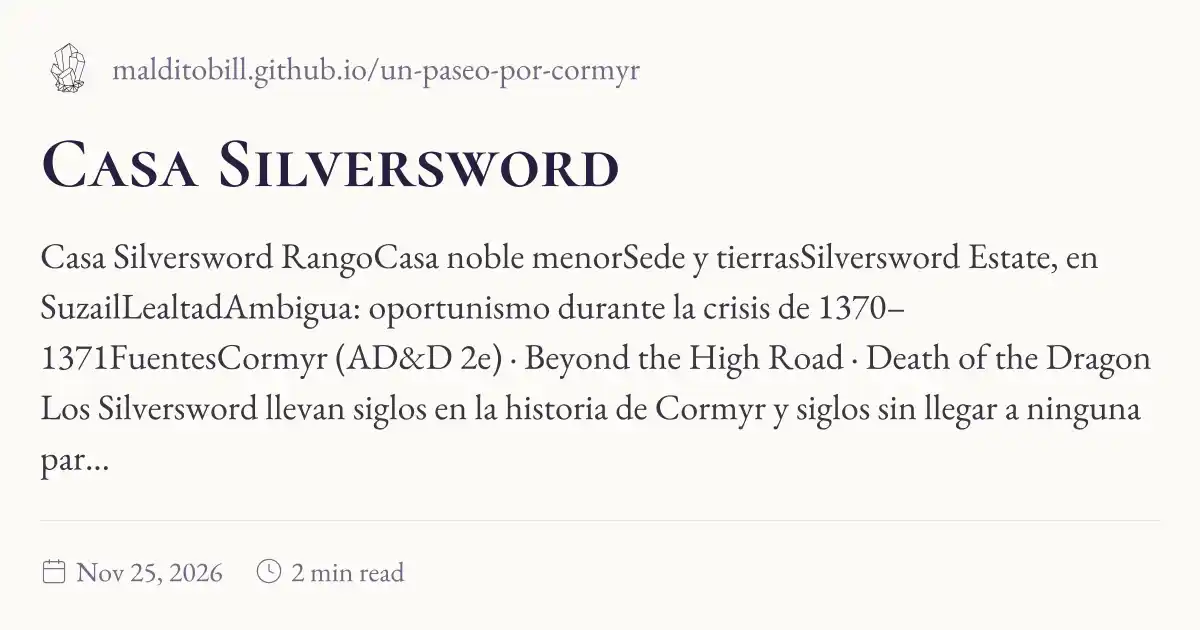 malditobill.github.io/un-paseo-por-cormyr
Casa Silversword
Casa Silversword RangoCasa noble menorSede y tierrasSilversword Estate, en
SuzailLealtadAmbigua: oportunismo durante la crisis de 1370–
1371FuentesCormyr (AD&D 2e) · Beyond the High Road · Death of the Dragon
Los Silversword llevan siglos en la historia de Cormyr y siglos sin llegar a ninguna
par...
Nov 25, 2026 2 min read